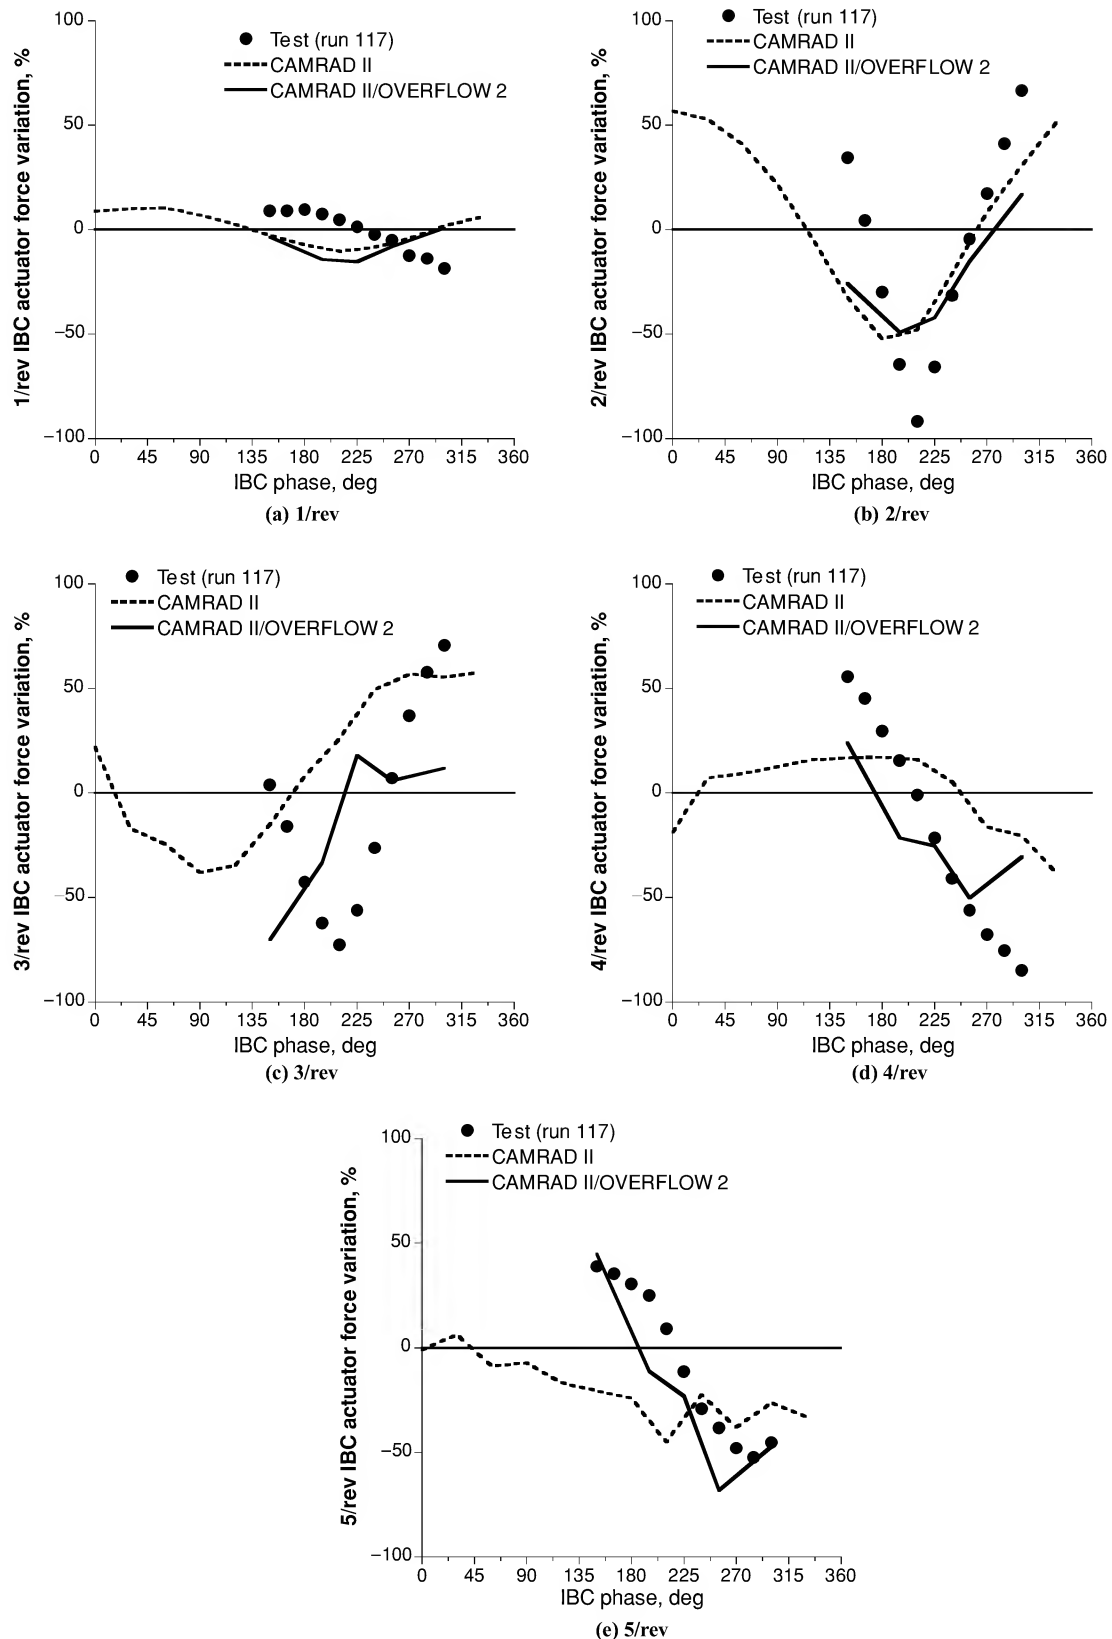 Test (run 117)
CAMRAD II
CAMRAD II/OVERFLOW 2
1/rev IBC actuator force variation, %
100
50
0
−50
−100
0 45 90 135 180 225 270 315 360
IBC phase, deg
(a) 1/rev
Test (run 117)
CAMRAD II
CAMRAD II/OVERFLOW 2
2/rev IBC actuator force variation, %
100
50
0
−50
−100
0 45 90 135 180 225 270 315 360
IBC phase, deg
(b) 2/rev
Test (run 117)
CAMRAD II
CAMRAD II/OVERFLOW 2
3/rev IBC actuator force variation, %
100
50
0
−50
−100
0 45 90 135 180 225 270 315 360
IBC phase, deg
(c) 3/rev
Test (run 117)
CAMRAD II
CAMRAD II/OVERFLOW 2
4/rev IBC actuator force variation, %
100
50
0
−50
−100
0 45 90 135 180 225 270 315 360
IBC phase, deg
(d) 4/rev
Test (run 117)
CAMRAD II
CAMRAD II/OVERFLOW 2
5/rev IBC actuator force variation, %
100
50
0
−50
−100
0 45 90 135 180 225 270 315 360
IBC phase, deg
(e) 5/rev